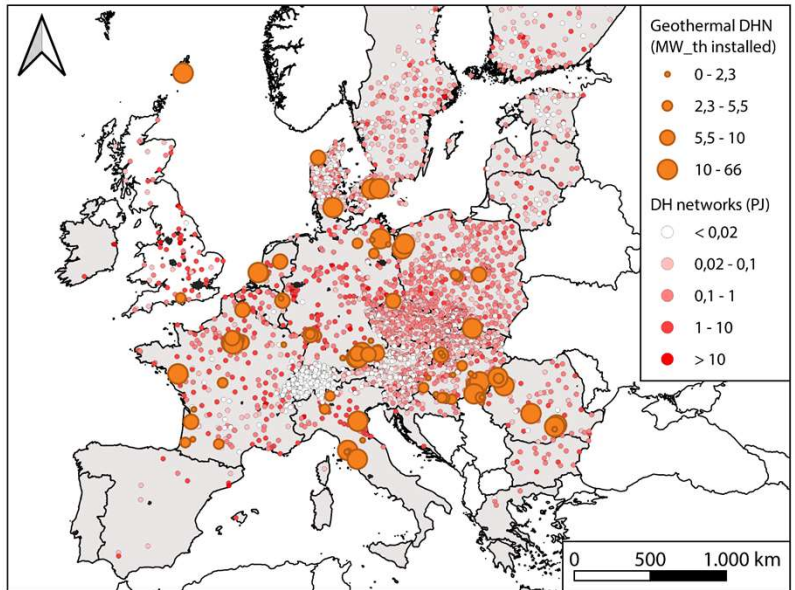 Geothermal DHN
(MW_th installed)
0 - 2,3
2,3 - 5,5
5,5 - 10
10 - 66
DH networks (PJ)
< 0,02
0,02 - 0,1
0,1 - 1
1 - 10
> 10
0 500 1.000 km